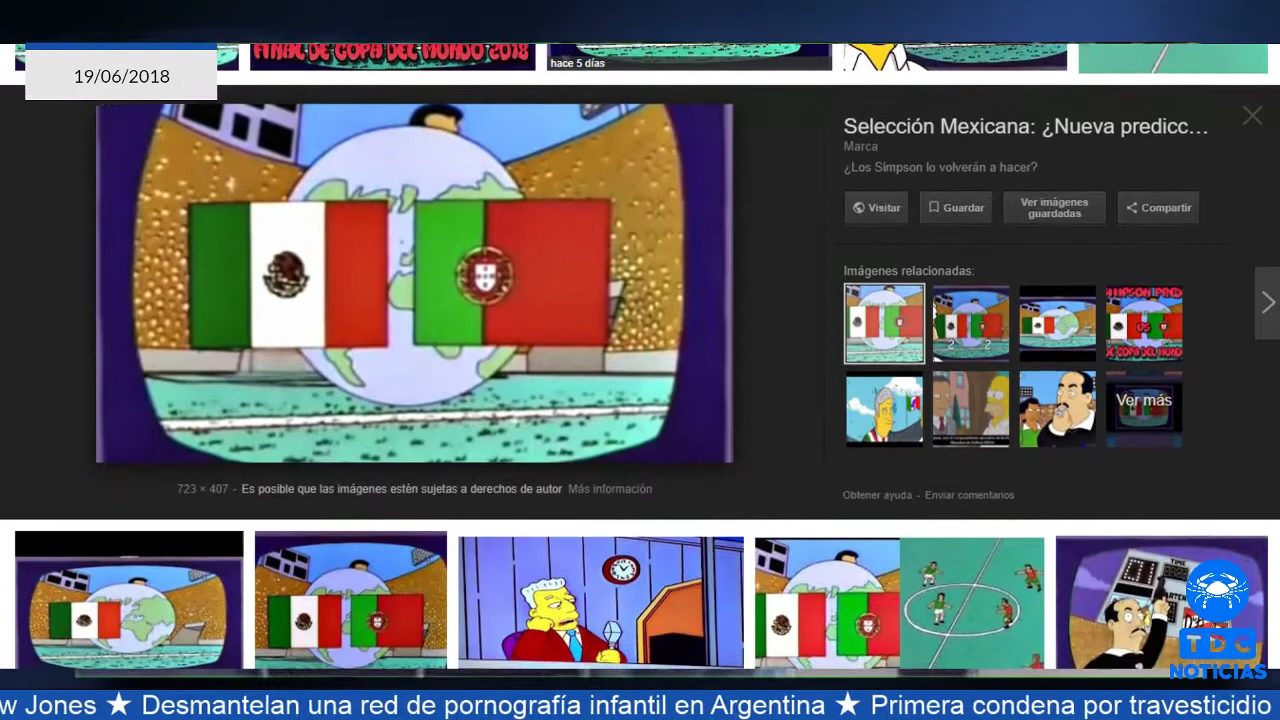 FINAL DE COPA DEL MUNDO 2018
hace 5 días
19/06/2018
Selección Mexicana: ¿Nueva predicc…
Marca
¿Los Simpson lo volverán a hacer?
Visitar
Guardar
Ver imágenes guardadas
Compartir
Imágenes relacionadas:
Ver más
723 × 407 - Es posible que las imágenes estén sujetas a derechos de autor Más información
Obtener ayuda - Enviar comentarios
TIME
TDC
NOTICIAS
w Jones ★ Desmantelan una red de pornografía infantil en Argentina ★ Primera condena por travesticidio